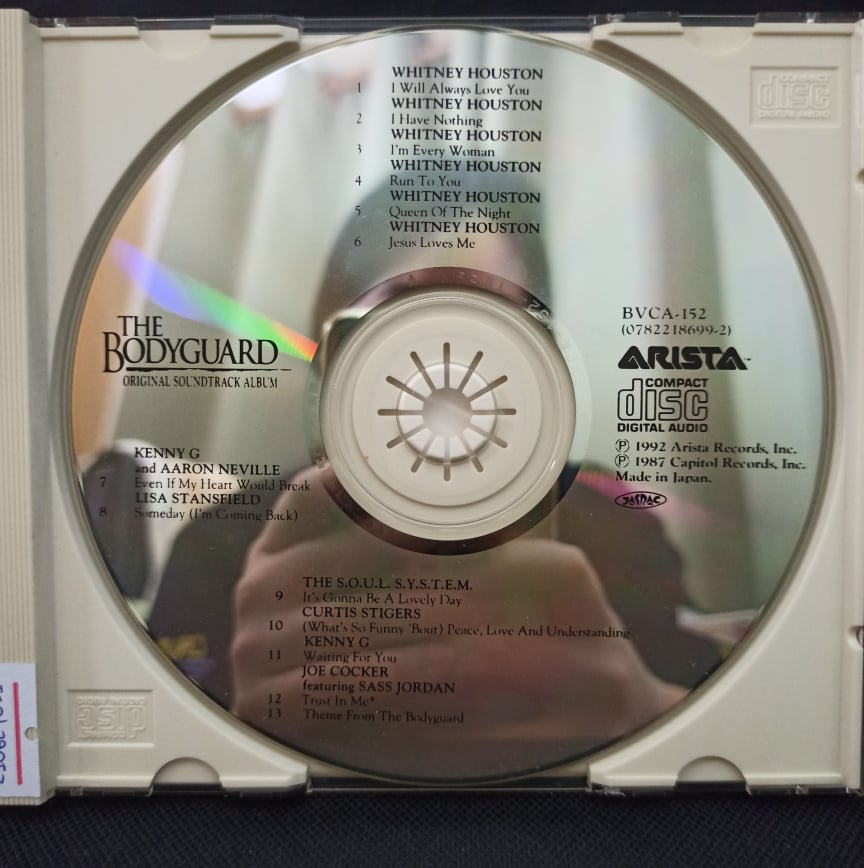 WHITNEY HOUSTON
1 I Will Always Love You
WHITNEY HOUSTON
2 I Have Nothing
WHITNEY HOUSTON
3 I'm Every Woman
WHITNEY HOUSTON
4 Run To You
WHITNEY HOUSTON
5 Queen Of The Night
WHITNEY HOUSTON
6 Jesus Loves Me
THE
BODYGUARD
ORIGINAL SOUNDTRACK ALBUM
BVCA-152
(0782218699-2)
ARISTA™
COMPACT
disc
DIGITAL AUDIO
Ⓟ 1992 Arista Records, Inc.
Ⓟ 1987 Capitol Records, Inc.
Made in Japan.
JASRAC
KENNY G
and AARON NEVILLE
7 Even If My Heart Would Break
LISA STANSFIELD
8 Someday (I'm Coming Back)
THE S.O.U.L. S.Y.S.T.E.M.
9 It's Gonna Be A Lovely Day
CURTIS STIGERS
10 (What's So Funny 'Bout) Peace, Love And Understanding
KENNY G
11 Waiting For You
JOE COCKER
featuring SASS JORDAN
12 Trust In Me*
13 Theme From The Bodyguard
COMPACT
disc
DIGITAL AUDIO
COMPACT
disc
DIGITAL AUDIO